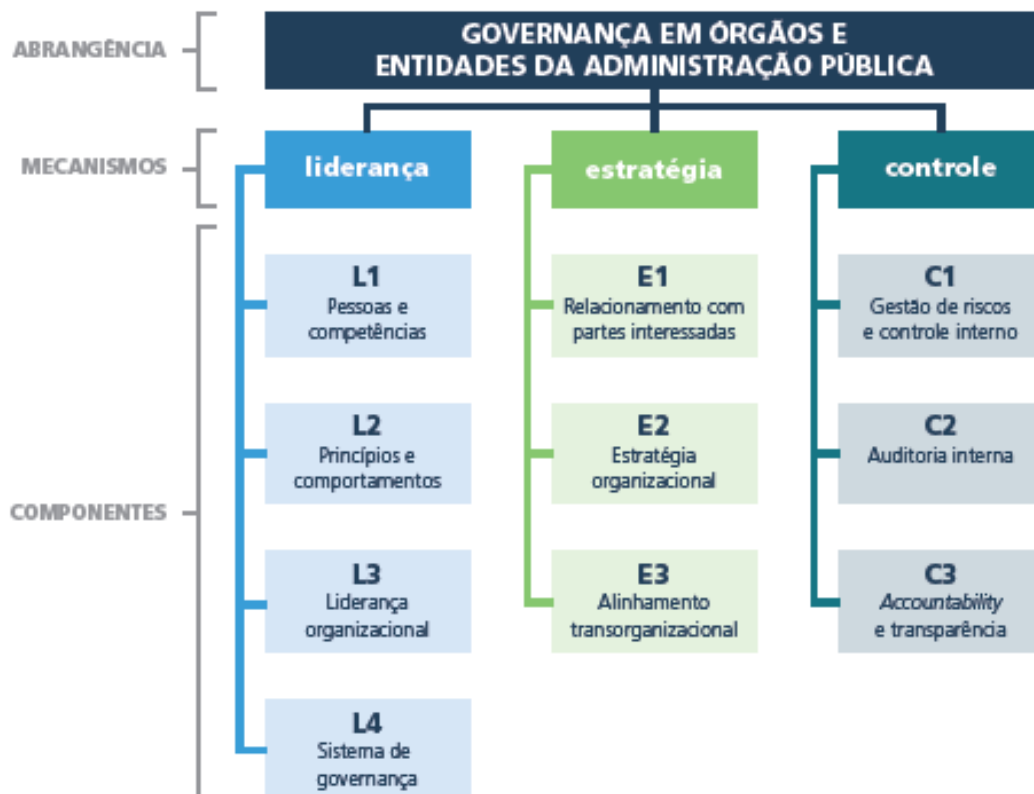 ABRANGÊNCIA
GOVERNANÇA EM ÓRGÃOS E
ENTIDADES DA ADMINISTRAÇÃO PÚBLICA
MECANISMOS
liderança
estratégia
controle
COMPONENTES
L1
Pessoas e
competências
L2
Princípios e
comportamentos
L3
Liderança
organizacional
L4
Sistema de
governança
E1
Relacionamento com
partes interessadas
E2
Estratégia
organizacional
E3
Alinhamento
transorganizacional
C1
Gestão de riscos
e controle interno
C2
Auditoria interna
C3
Accountability
e transparência